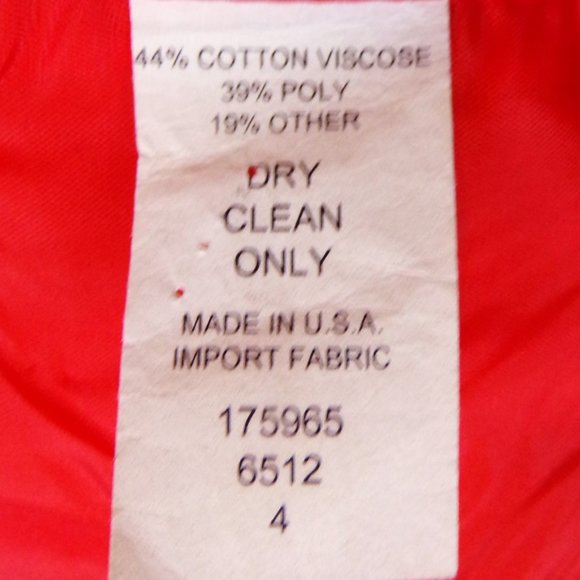 44% COTTON VISCOSE
39% POLY
19% OTHER
DRY
CLEAN
ONLY
MADE IN U.S.A.
IMPORT FABRIC
175965
6512
4